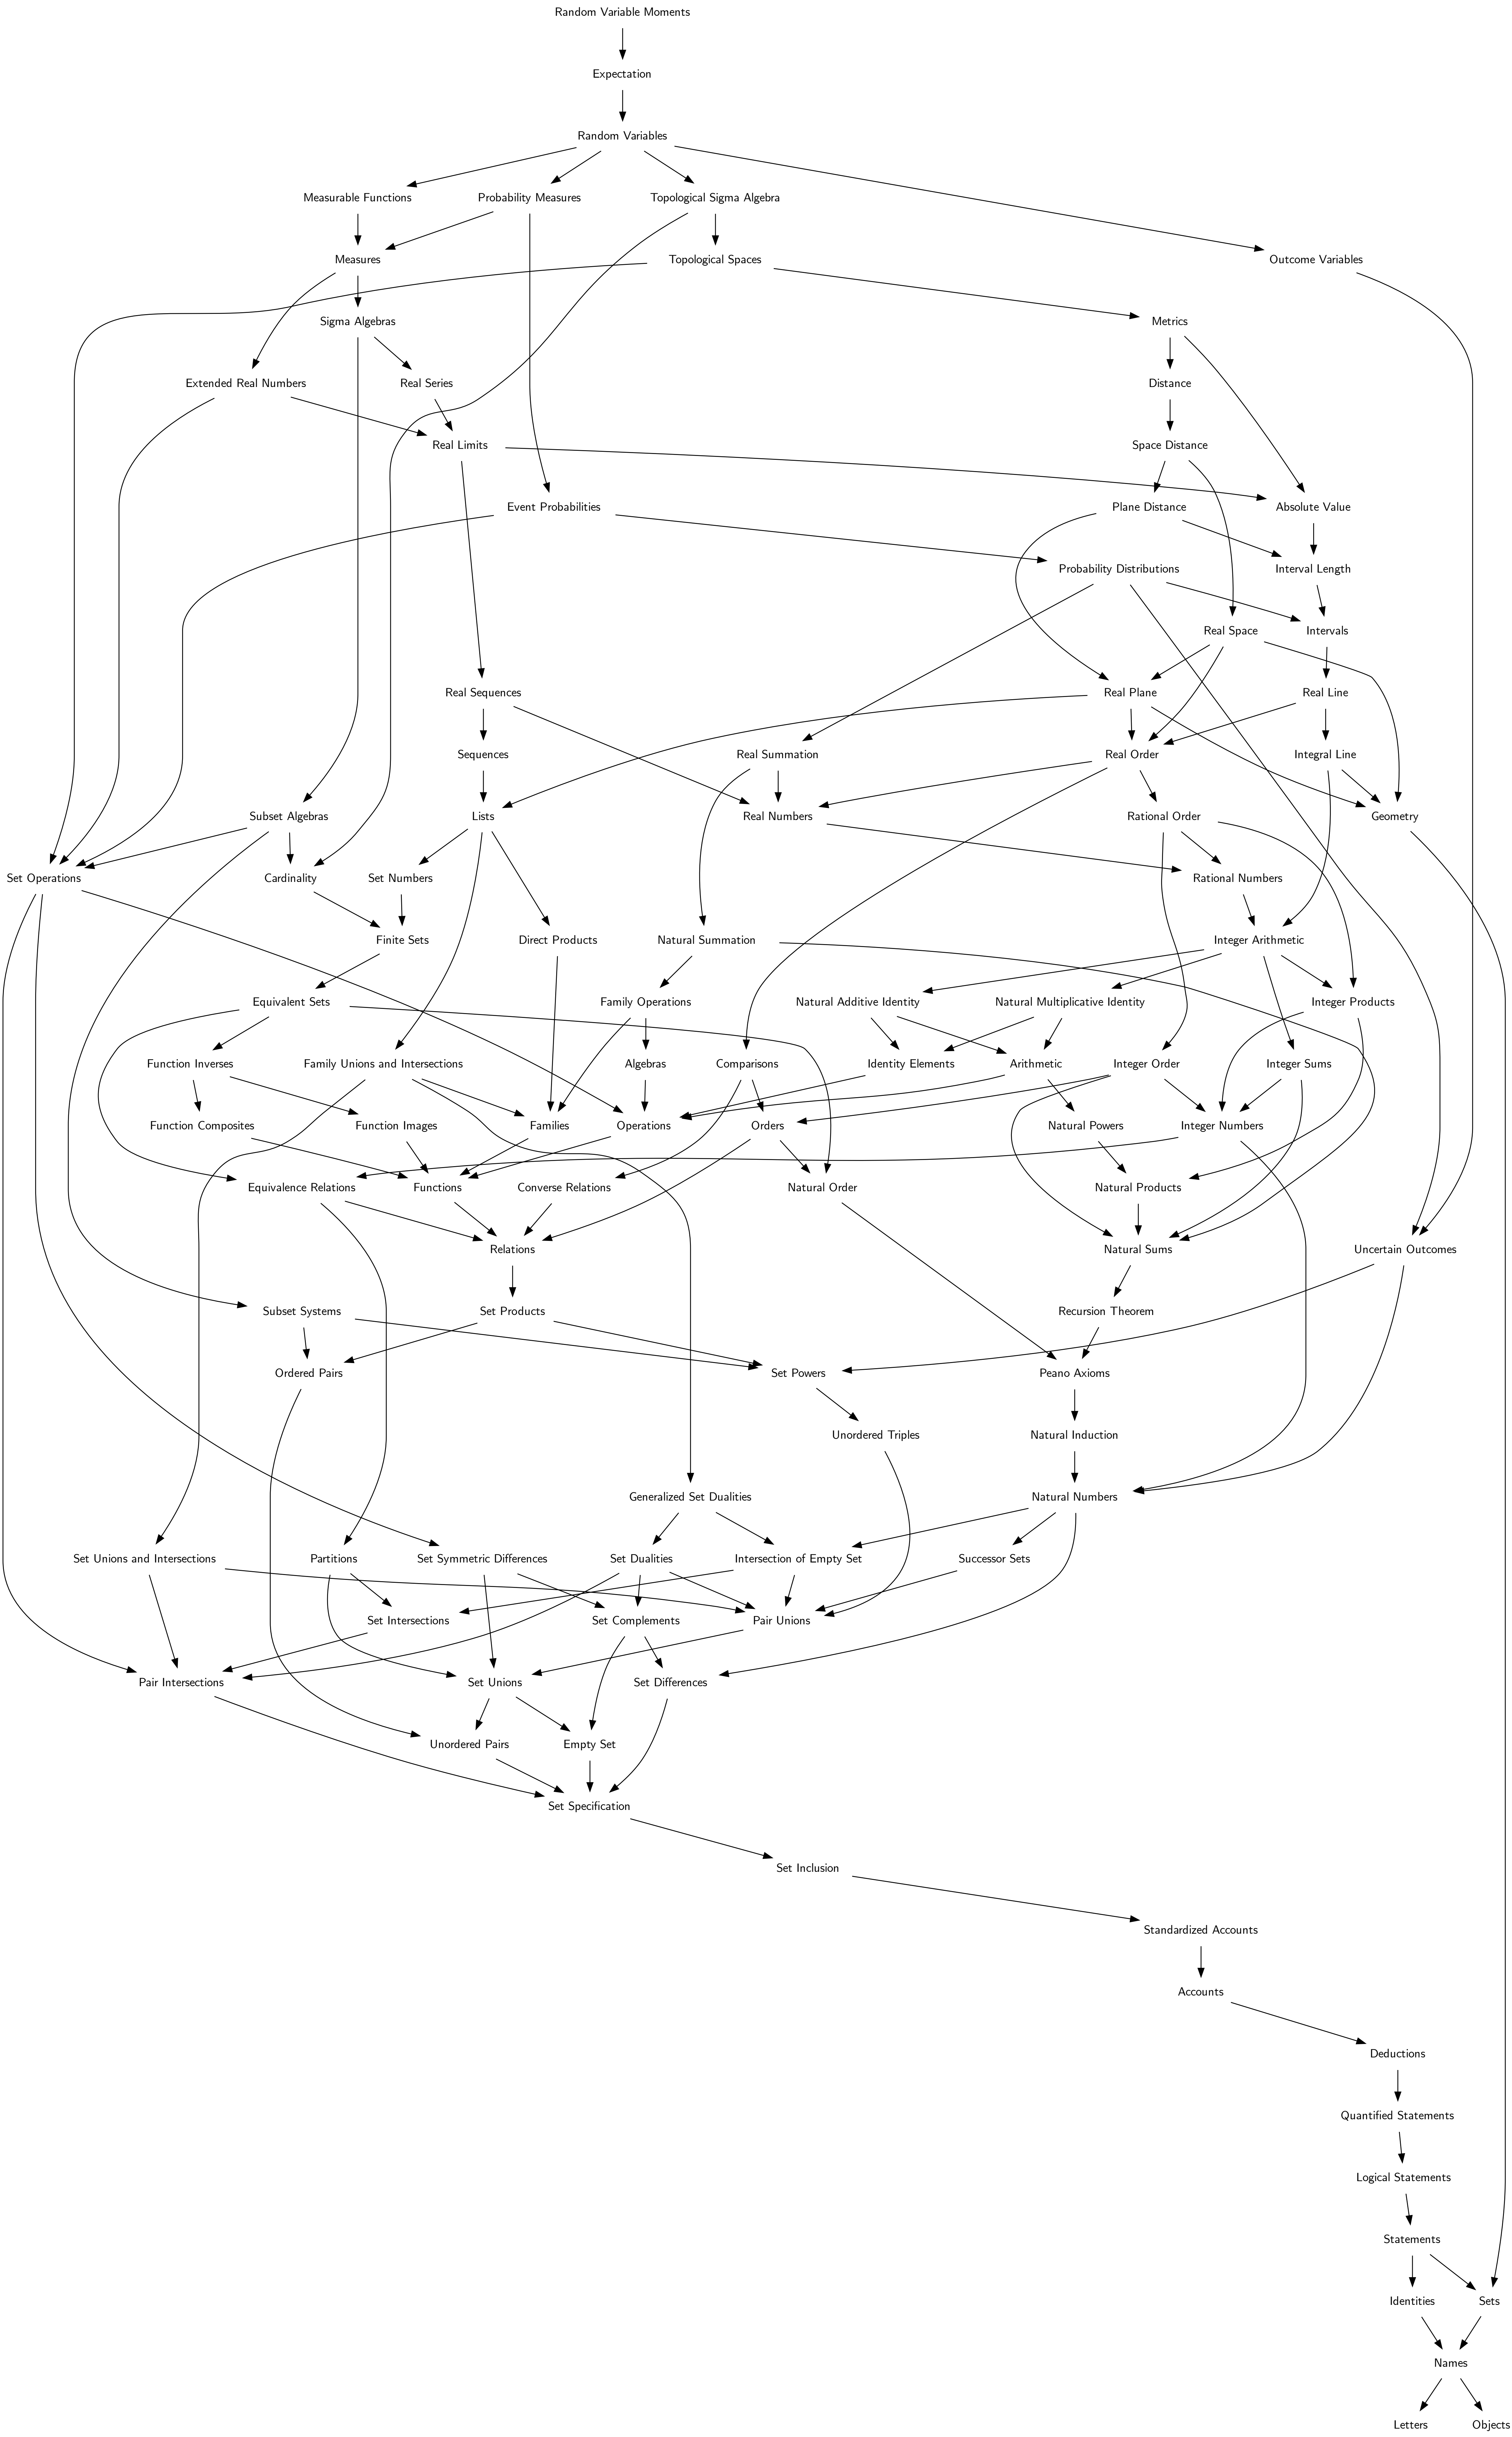 Random Variable Moments
Expectation
Random Variables
Measurable Functions
Probability Measures
Topological Sigma Algebra
Measures
Topological Spaces
Outcome Variables
Sigma Algebras
Metrics
Extended Real Numbers
Real Series
Distance
Real Limits
Space Distance
Event Probabilities
Plane Distance
Absolute Value
Probability Distributions
Interval Length
Real Space
Intervals
Real Sequences
Real Plane
Real Line
Sequences
Real Summation
Real Order
Integral Line
Subset Algebras
Lists
Real Numbers
Rational Order
Geometry
Set Operations
Cardinality
Set Numbers
Rational Numbers
Finite Sets
Direct Products
Natural Summation
Integer Arithmetic
Equivalent Sets
Family Operations
Natural Additive Identity
Natural Multiplicative Identity
Integer Products
Function Inverses
Family Unions and Intersections
Algebras
Comparisons
Identity Elements
Arithmetic
Integer Order
Integer Sums
Function Composites
Function Images
Families
Operations
Orders
Natural Powers
Integer Numbers
Equivalence Relations
Functions
Converse Relations
Natural Order
Natural Products
Relations
Natural Sums
Uncertain Outcomes
Subset Systems
Set Products
Recursion Theorem
Ordered Pairs
Set Powers
Peano Axioms
Unordered Triples
Natural Induction
Generalized Set Dualities
Natural Numbers
Set Unions and Intersections
Partitions
Set Symmetric Differences
Set Dualities
Intersection of Empty Set
Successor Sets
Set Intersections
Set Complements
Pair Unions
Pair Intersections
Set Unions
Set Differences
Unordered Pairs
Empty Set
Set Specification
Set Inclusion
Standardized Accounts
Accounts
Deductions
Quantified Statements
Logical Statements
Statements
Identities
Sets
Names
Letters
Objects